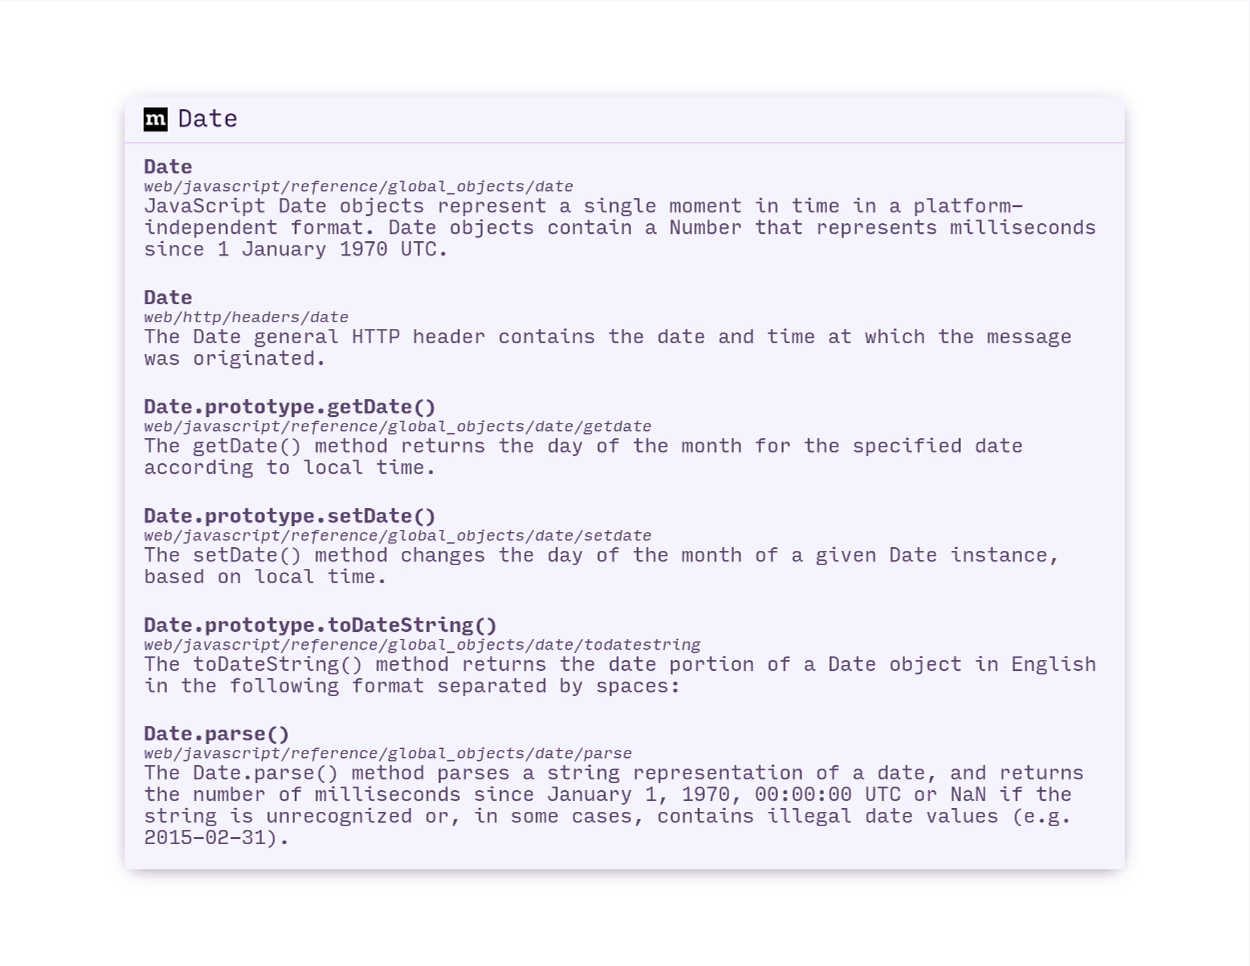 m Date
Date
web/javascript/reference/global_objects/date
JavaScript Date objects represent a single moment in time in a platform-
independent format. Date objects contain a Number that represents milliseconds
since 1 January 1970 UTC.
Date
web/http/headers/date
The Date general HTTP header contains the date and time at which the message
was originated.
Date.prototype.getDate()
web/javascript/reference/global_objects/date/getdate
The getDate() method returns the day of the month for the specified date
according to local time.
Date.prototype.setDate()
web/javascript/reference/global_objects/date/setdate
The setDate() method changes the day of the month of a given Date instance,
based on local time.
Date.prototype.toDateString()
web/javascript/reference/global_objects/date/todatestring
The toDateString() method returns the date portion of a Date object in English
in the following format separated by spaces:
Date.parse()
web/javascript/reference/global_objects/date/parse
The Date.parse() method parses a string representation of a date, and returns
the number of milliseconds since January 1, 1970, 00:00:00 UTC or NaN if the
string is unrecognized or, in some cases, contains illegal date values (e.g.
2015-02-31).